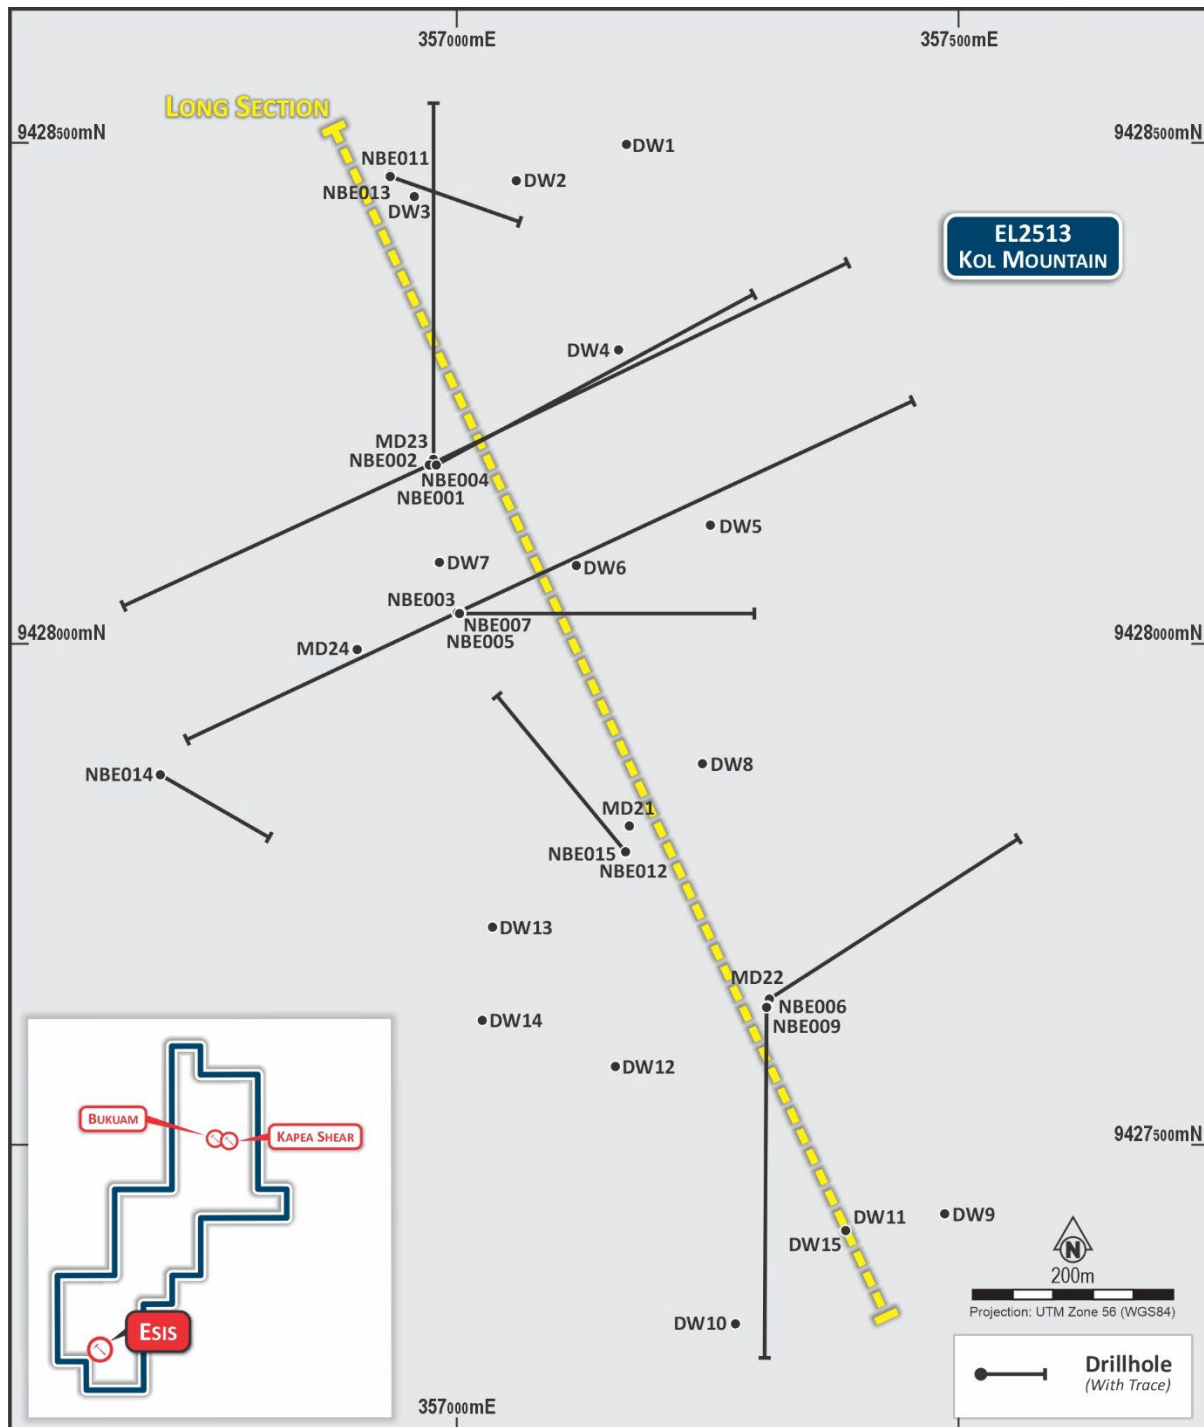 357000mE
357500mE
LONG SECTION
9428500mN
9428500mN
DW1
NBE011
DW2
NBE013
DW3
EL2513
KOL MOUNTAIN
DW4
MD23
NBE002
NBE004
NBE001
DW5
DW7
DW6
NBE003
NBE007
NBE005
9428000mN
9428000mN
MD24
DW8
NBE014
MD21
NBE015
NBE012
DW13
MD22
NBE006
NBE009
DW14
DW12
9427500mN
BUKUAM
KAPEA SHEAR
ESIS
DW11
DW9
DW15
DW10
N
200m
Projection: UTM Zone 56 (WGS84)
Drillhole
(With Trace)
357000mE